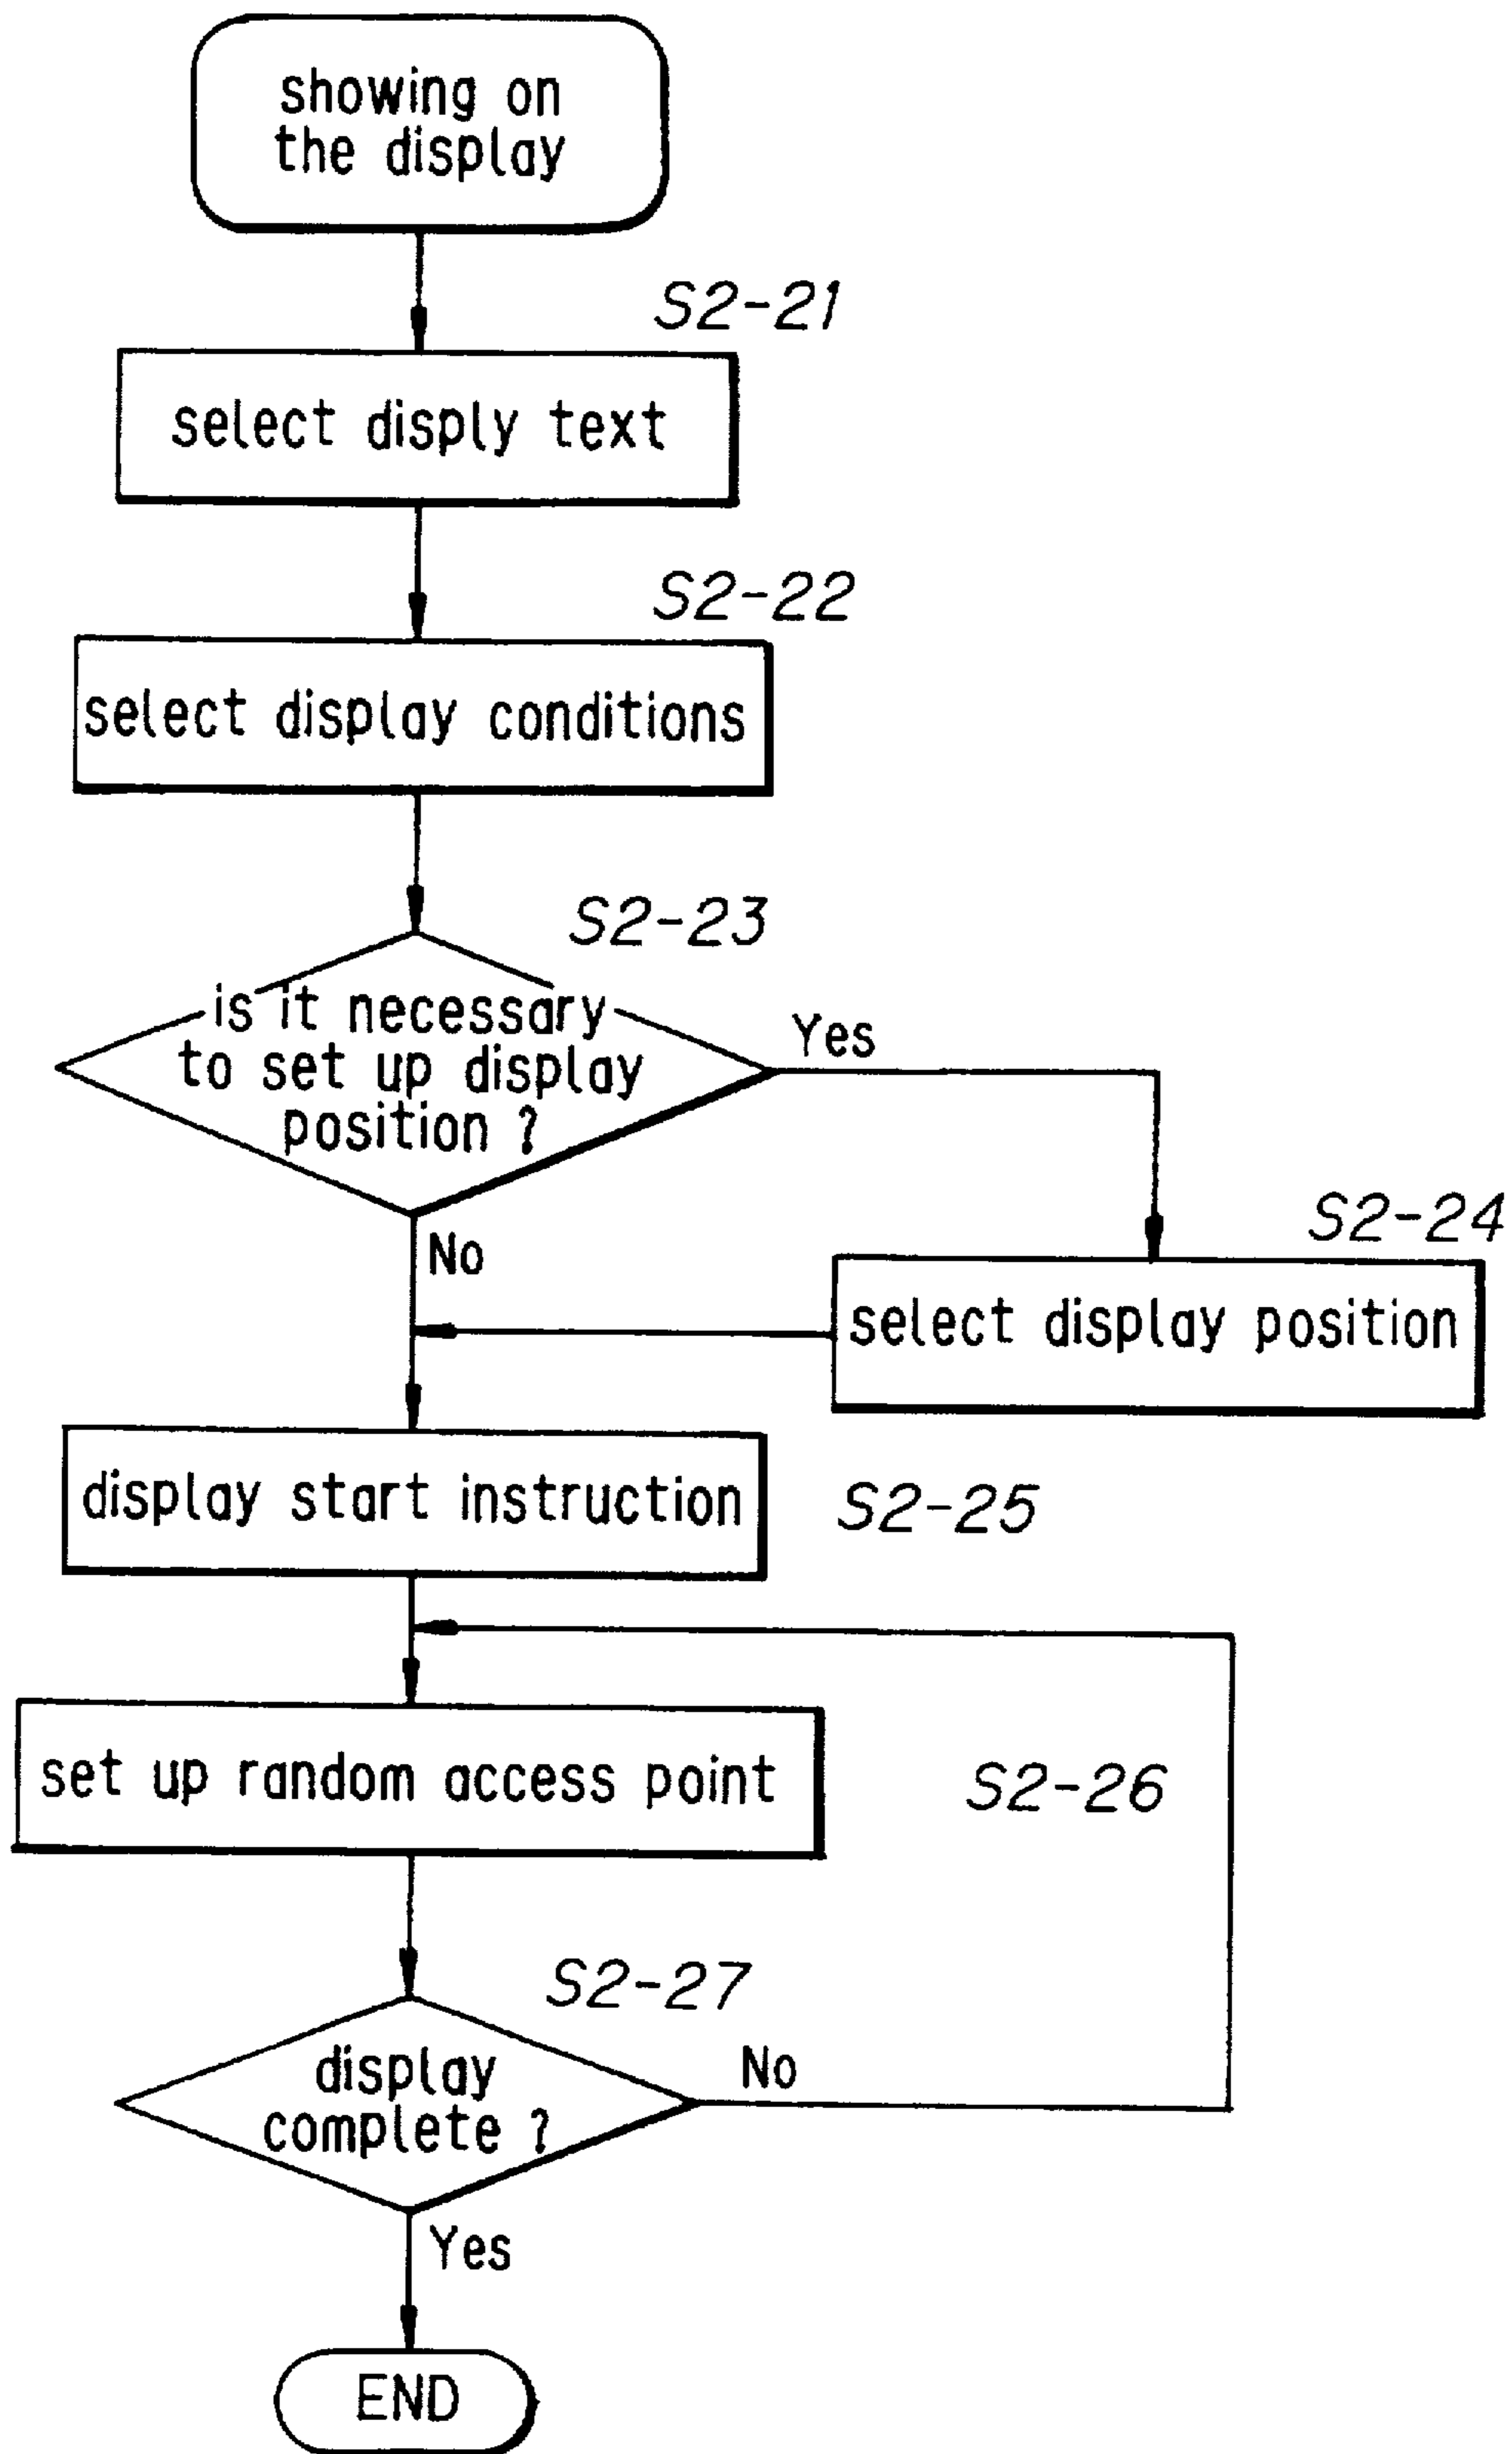 showing on
the display
S2-21
select disply text
S2-22
select display conditions
S2-23
is it necessary
to set up display
position ?
Yes
No
S2-24
select display position
display start instruction
S2-25
set up random access point
S2-26
S2-27
display
complete ?
No
Yes
END